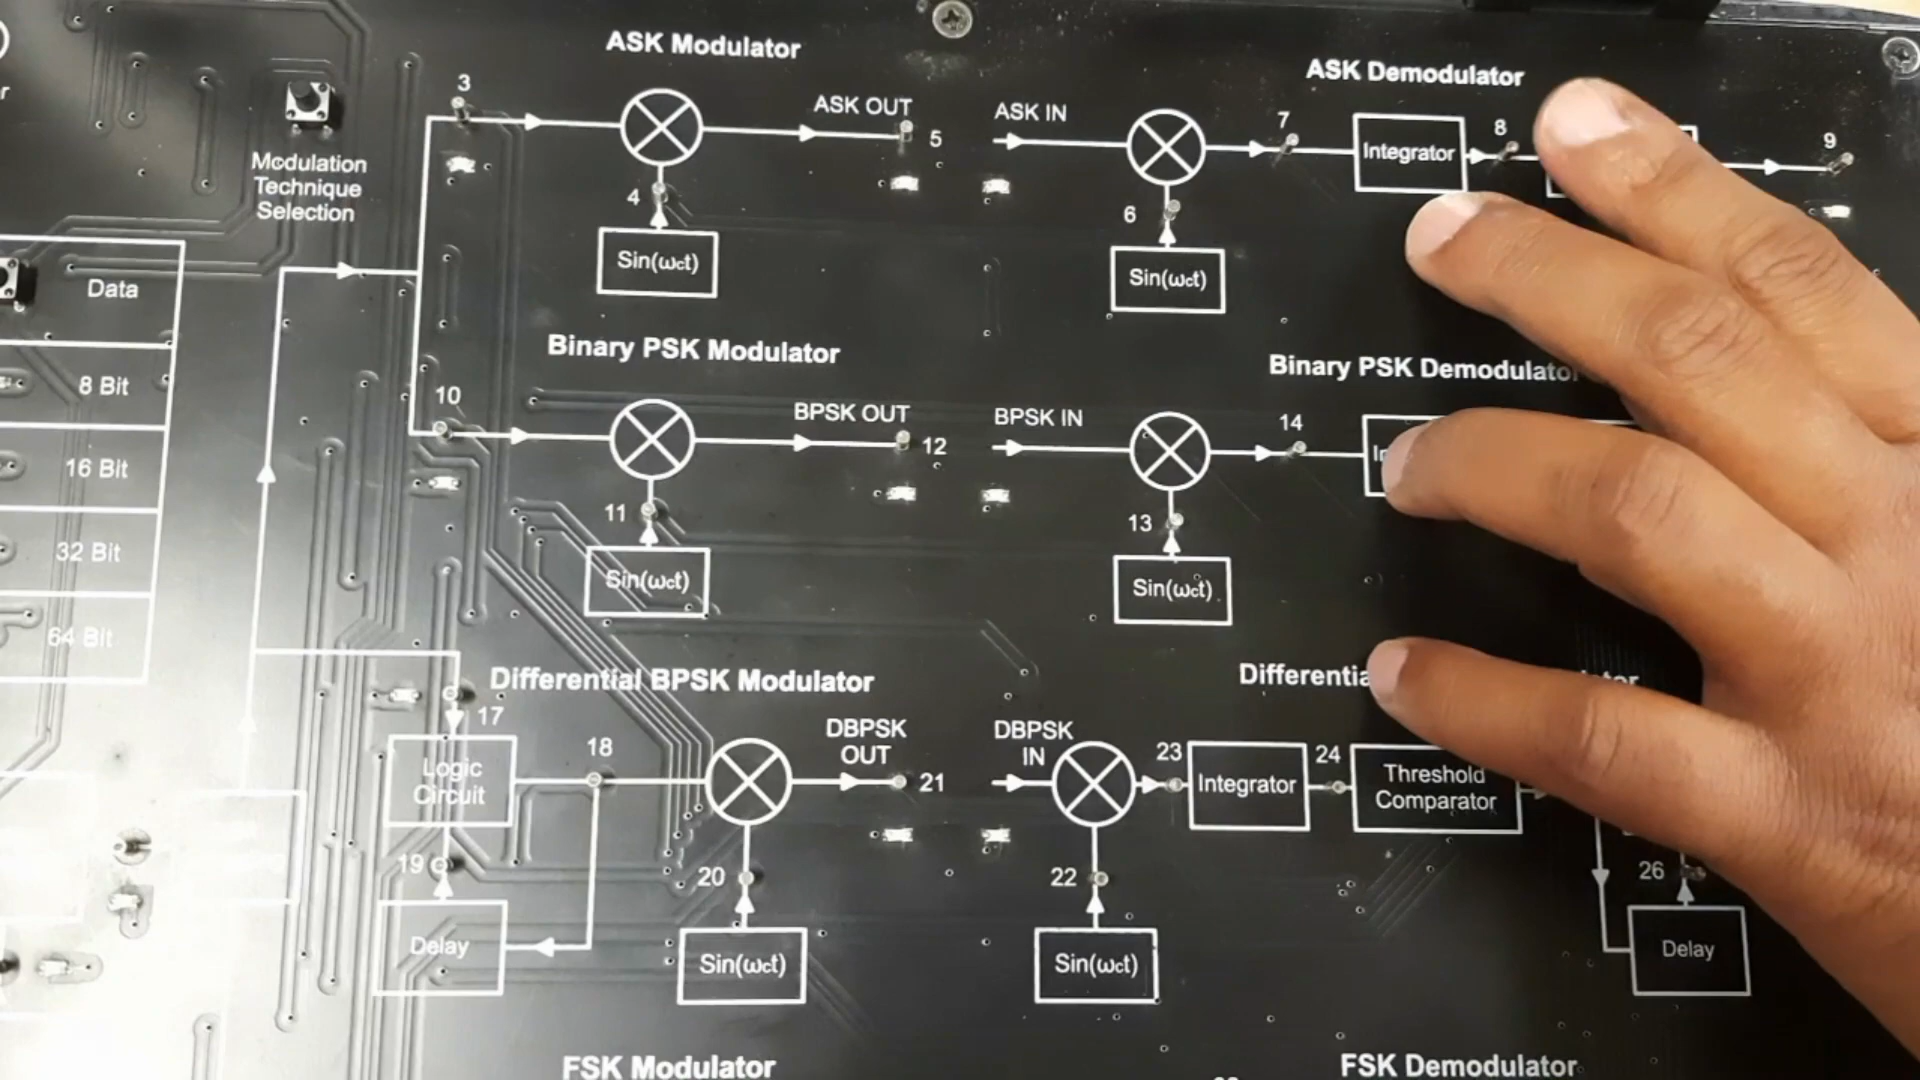 ASK Modulator
ASK Demodulator
3
ASK OUT
5
ASK IN
7
Integrator
8
9
Modulation
Technique
Selection
4
Sin(ωct)
6
Sin(ωct)
Data
8 Bit
16 Bit
32 Bit
64 Bit
Binary PSK Modulator
Binary PSK Demodulator
10
BPSK OUT
12
BPSK IN
14
11
Sin(ωct)
13
Sin(ωct)
Differential BPSK Modulator
17
Logic
Circuit
18
DBPSK
OUT
21
DBPSK
IN
23
Integrator
24
Threshold
Comparator
19
Delay
20
Sin(ωct)
22
Sin(ωct)
26
Delay
FSK Modulator
FSK Demodulator